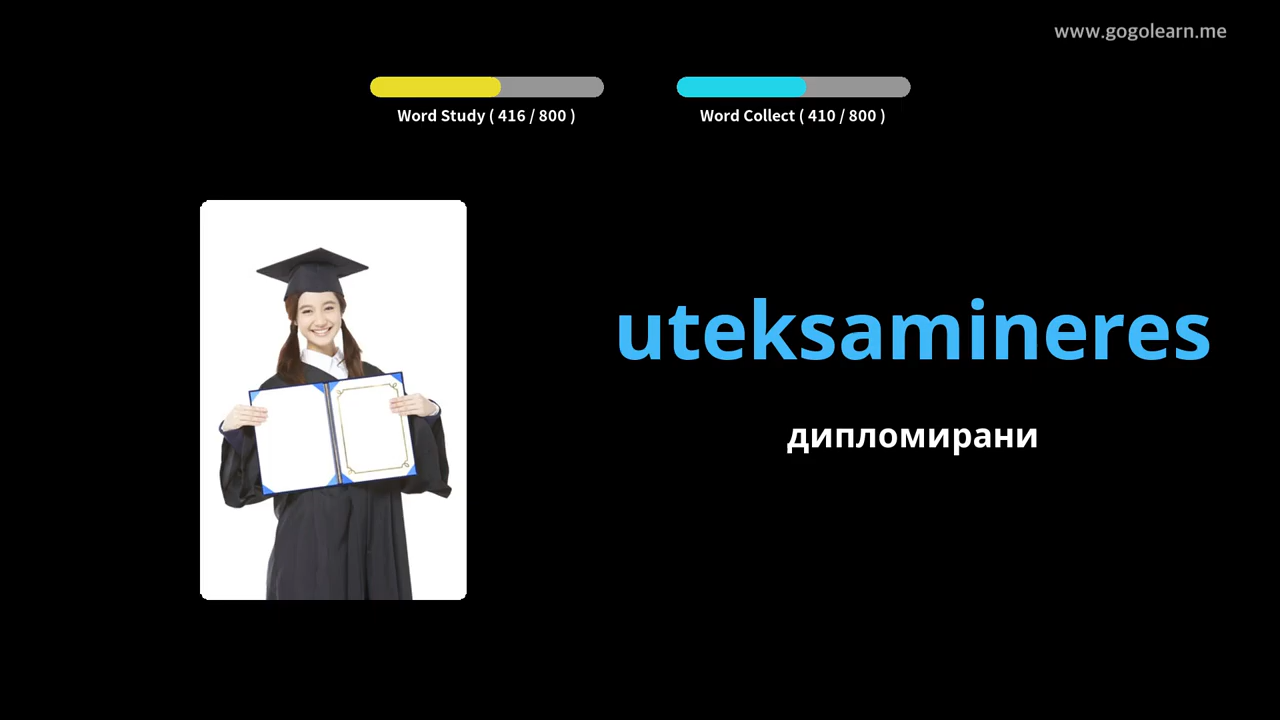 www.gogolearn.me
Word Study ( 416 / 800 )
Word Collect ( 410 / 800 )
uteksamineres
дипломирани